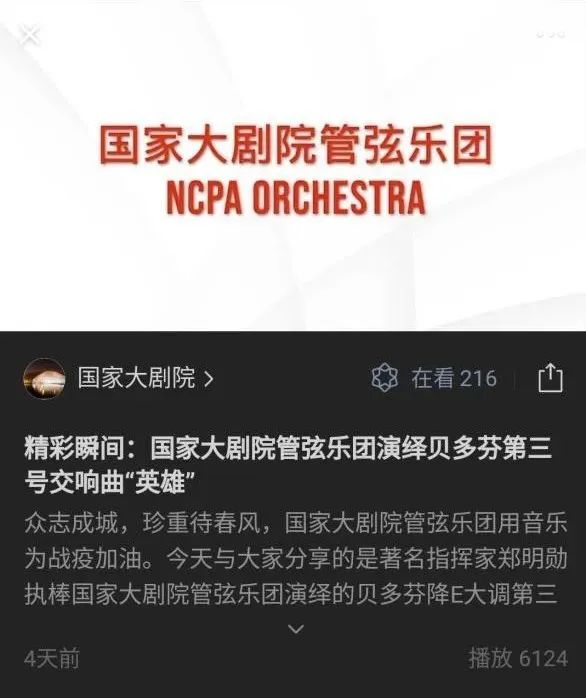 国家大剧院管弦乐团
NCPA ORCHESTRA
国家大剧院
在看 216
精彩瞬间：国家大剧院管弦乐团演绎贝多芬第三
号交响曲“英雄”
众志成城，珍重待春风，国家大剧院管弦乐团用音乐
为战疫加油。今天与大家分享的是著名指挥家郑明勋
执棒国家大剧院管弦乐团演绎的贝多芬降E大调第三
4天前
播放 6124